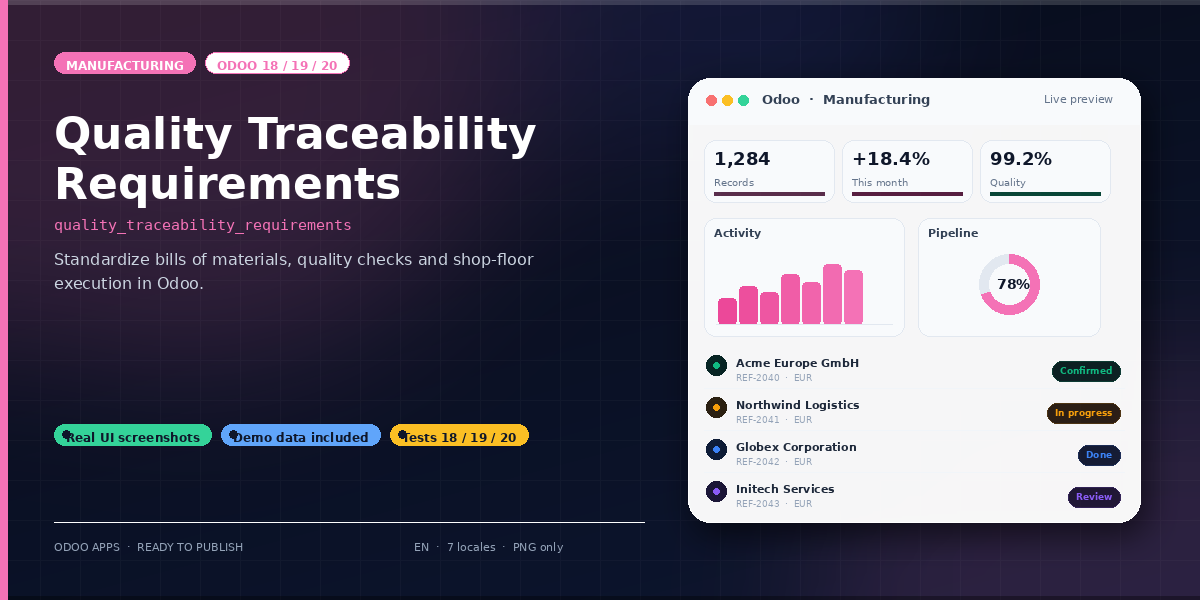 MANUFACTURING
ODOO 18 / 19 / 20
Quality Traceability
Requirements
quality_traceability_requirements
Standardize bills of materials, quality checks and shop-floor
execution in Odoo.
Real UI screenshots
Demo data included
Tests 18 / 19 / 20
ODOO APPS · READY TO PUBLISH
EN · 7 locales · PNG only
Odoo · Manufacturing
Live preview
1,284
Records
+18.4%
This month
99.2%
Quality
Activity
Pipeline
78%
Acme Europe GmbH
REF-2040 · EUR
Confirmed
Northwind Logistics
REF-2041 · EUR
In progress
Globex Corporation
REF-2042 · EUR
Done
Initech Services
REF-2043 · EUR
Review